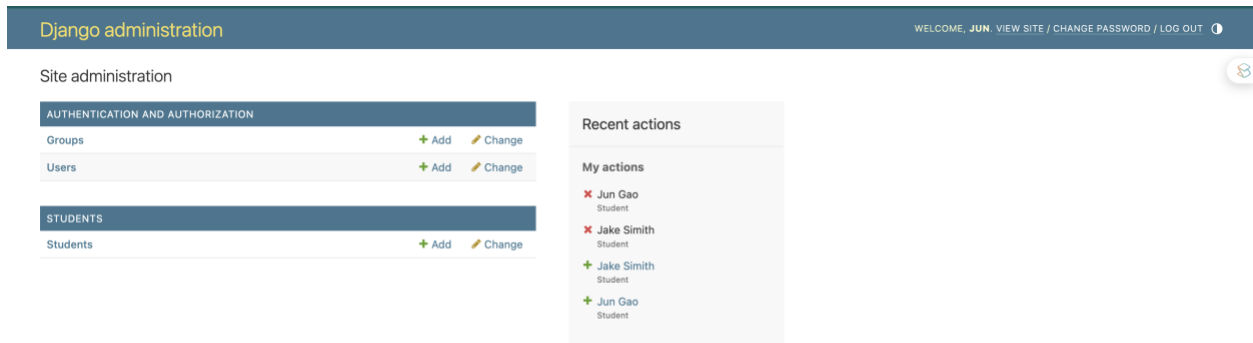 Django administration
WELCOME, JUN. VIEW SITE / CHANGE PASSWORD / LOG OUT
Site administration
AUTHENTICATION AND AUTHORIZATION
Groups + Add Change
Users + Add Change
STUDENTS
Students + Add Change
Recent actions
My actions
Jun Gao
Student
Jake Simith
Student
+ Jake Simith
Student
+ Jun Gao
Student